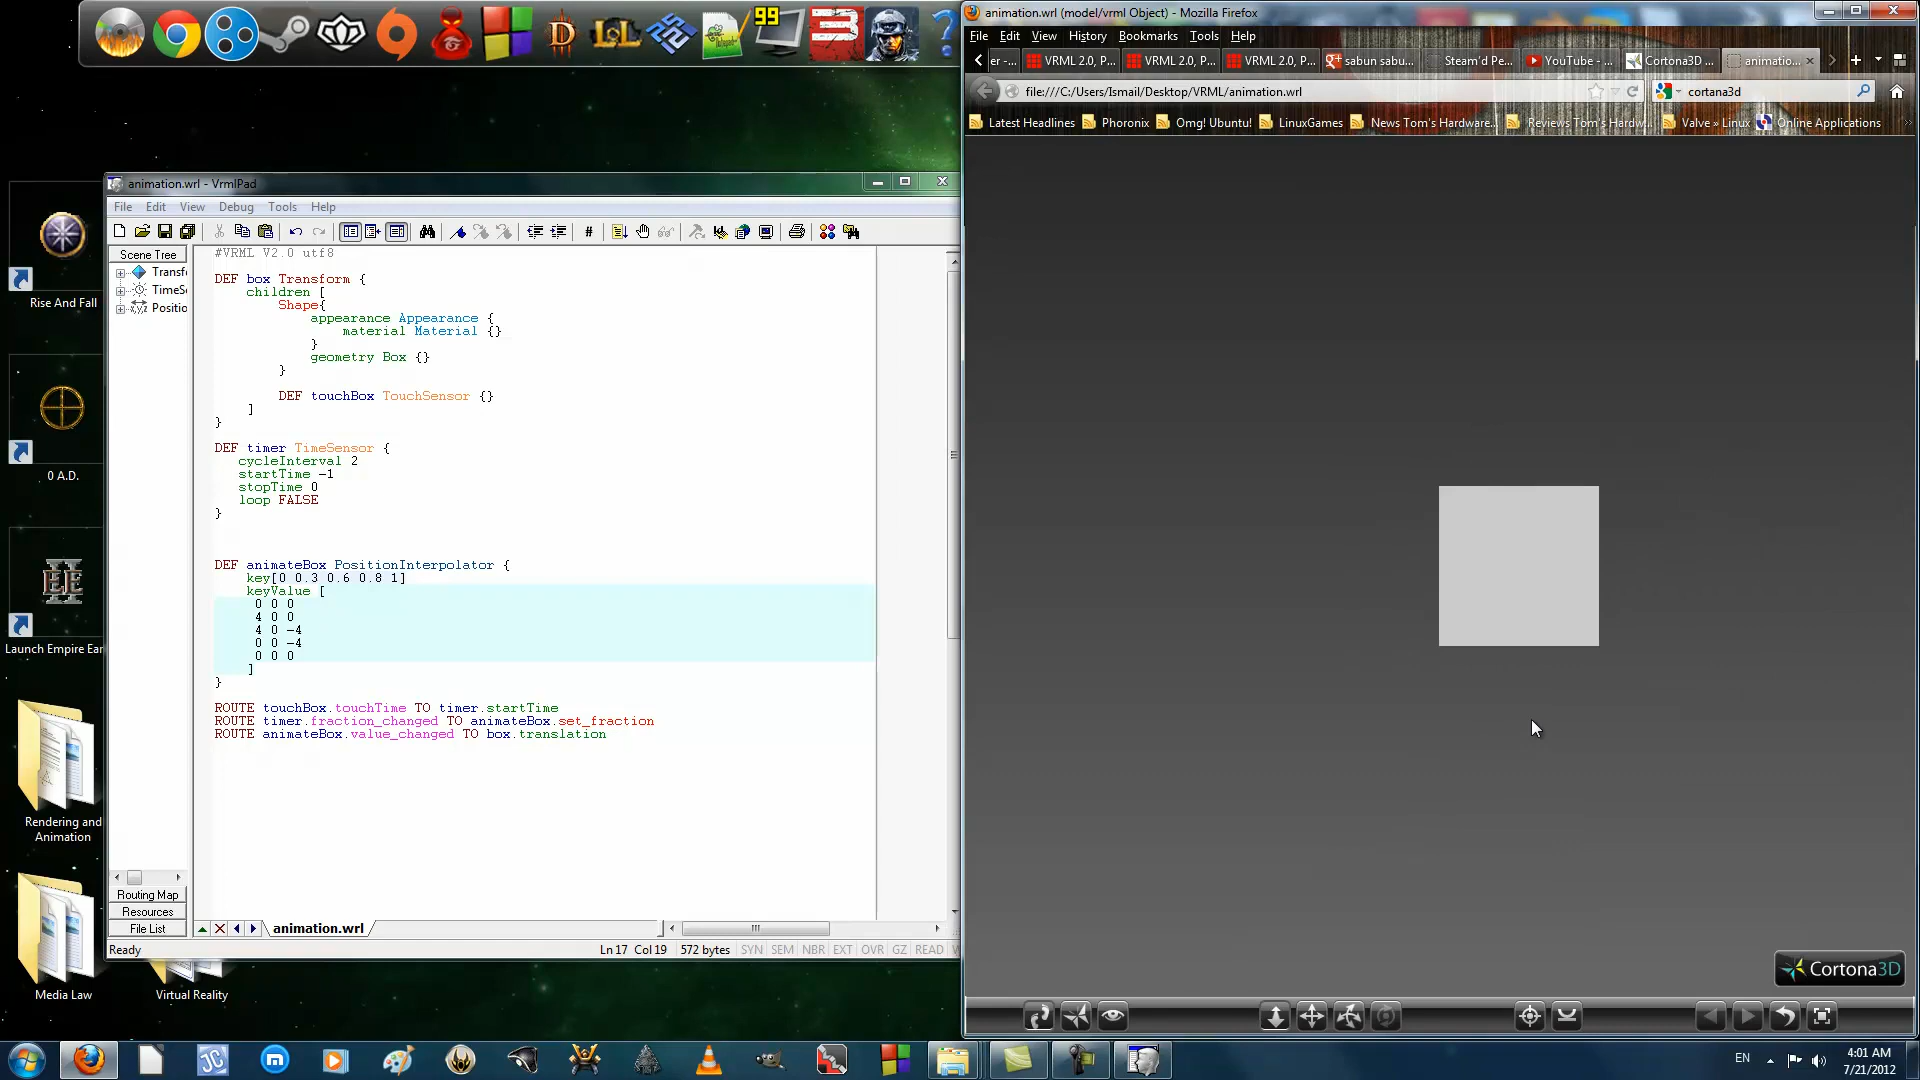 99
animation.wrl (model/vrml Object) - Mozilla Firefox
File Edit View History Bookmarks Tools Help
er -...
VRML 2.0, P...
VRML 2.0, P...
VRML 2.0, P...
sabun sabu...
Steam'd Pe...
YouTube - ...
Cortona3D ...
animatio...
file:///C:/Users/Ismail/Desktop/VRML/animation.wrl
cortana3d
Latest Headlines Phoronix Omg! Ubuntu! LinuxGames News Tom's Hardware... Reviews Tom's Hardw... Valve » Linux Online Applications
Rise And Fall
0 A.D.
Launch Empire Ear
Rendering and
Animation
Media Law
Virtual Reality
animation.wrl - VrmlPad
File Edit View Debug Tools Help
Scene Tree
Transf
TimeS
Positio
Routing Map
Resources
File List
#VRML V2.0 utf8
DEF box Transform {
children [
Shape{
appearance Appearance {
material Material {}
}
geometry Box {}
}
DEF touchBox TouchSensor {}
]
}
DEF timer TimeSensor {
cycleInterval 2
startTime -1
stopTime 0
loop FALSE
}
DEF animateBox PositionInterpolator {
key[0 0.3 0.6 0.8 1]
keyValue [
0 0 0
4 0 0
4 0 -4
0 0 -4
0 0 0
]
}
ROUTE touchBox.touchTime TO timer.startTime
ROUTE timer.fraction_changed TO animateBox.set_fraction
ROUTE animateBox.value_changed TO box.translation
animation.wrl
Ready
Ln 17 Col 19 572 bytes SYN SEM NBR EXT OVR GZ READ
Cortona3D
EN
4:01 AM
7/21/2012